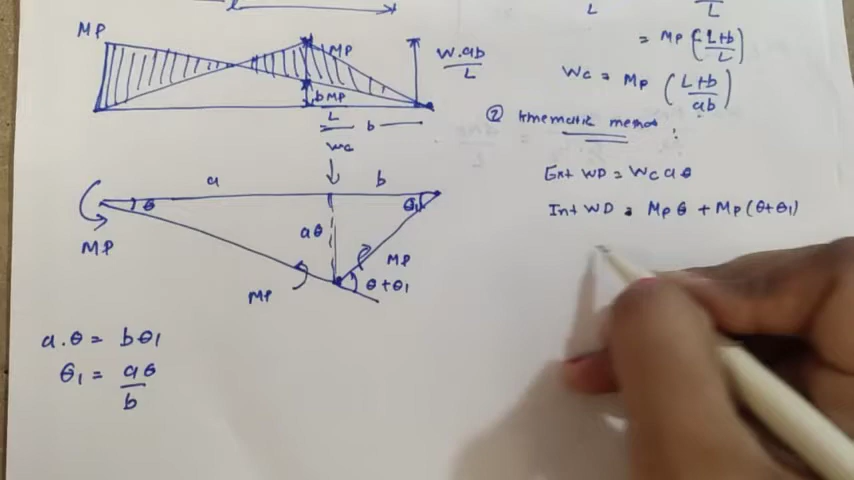 l
MP
MP
W.ab
L
bMP
L
b
Wc
a
b
θ
θ1
aθ
MP
MP
MP
θ+θ1
a.θ = bθ1
θ1 = aθ
b
L
L
= MP (L+b
L)
Wc = MP (L+b
ab)
② kinematic method:
Ext WD = Wc a θ
Int WD = MP θ + MP (θ+θ1)